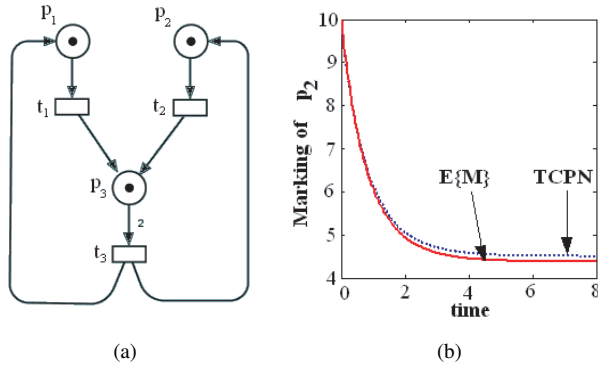 p1
p2
t1
t2
p3
2
t3
(a)
10
9
8
7
6
5
4
Marking of p2
E{M}
TCPN
0
2
4
6
8
time
(b)